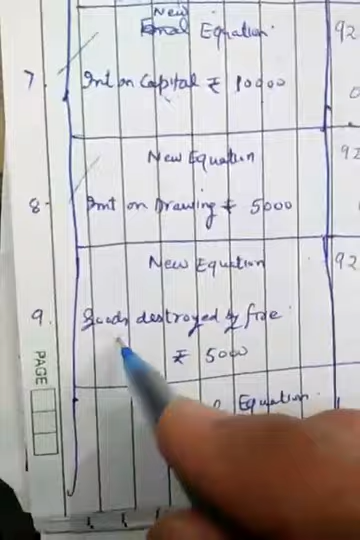 New
Equation
92
7 Int on Capital ₹ 10000
New Equation
92
8 Int on Drawing ₹ 5000
New Equation
92
9. Goods destroyed by fire
₹ 5000
Equation
PAGE